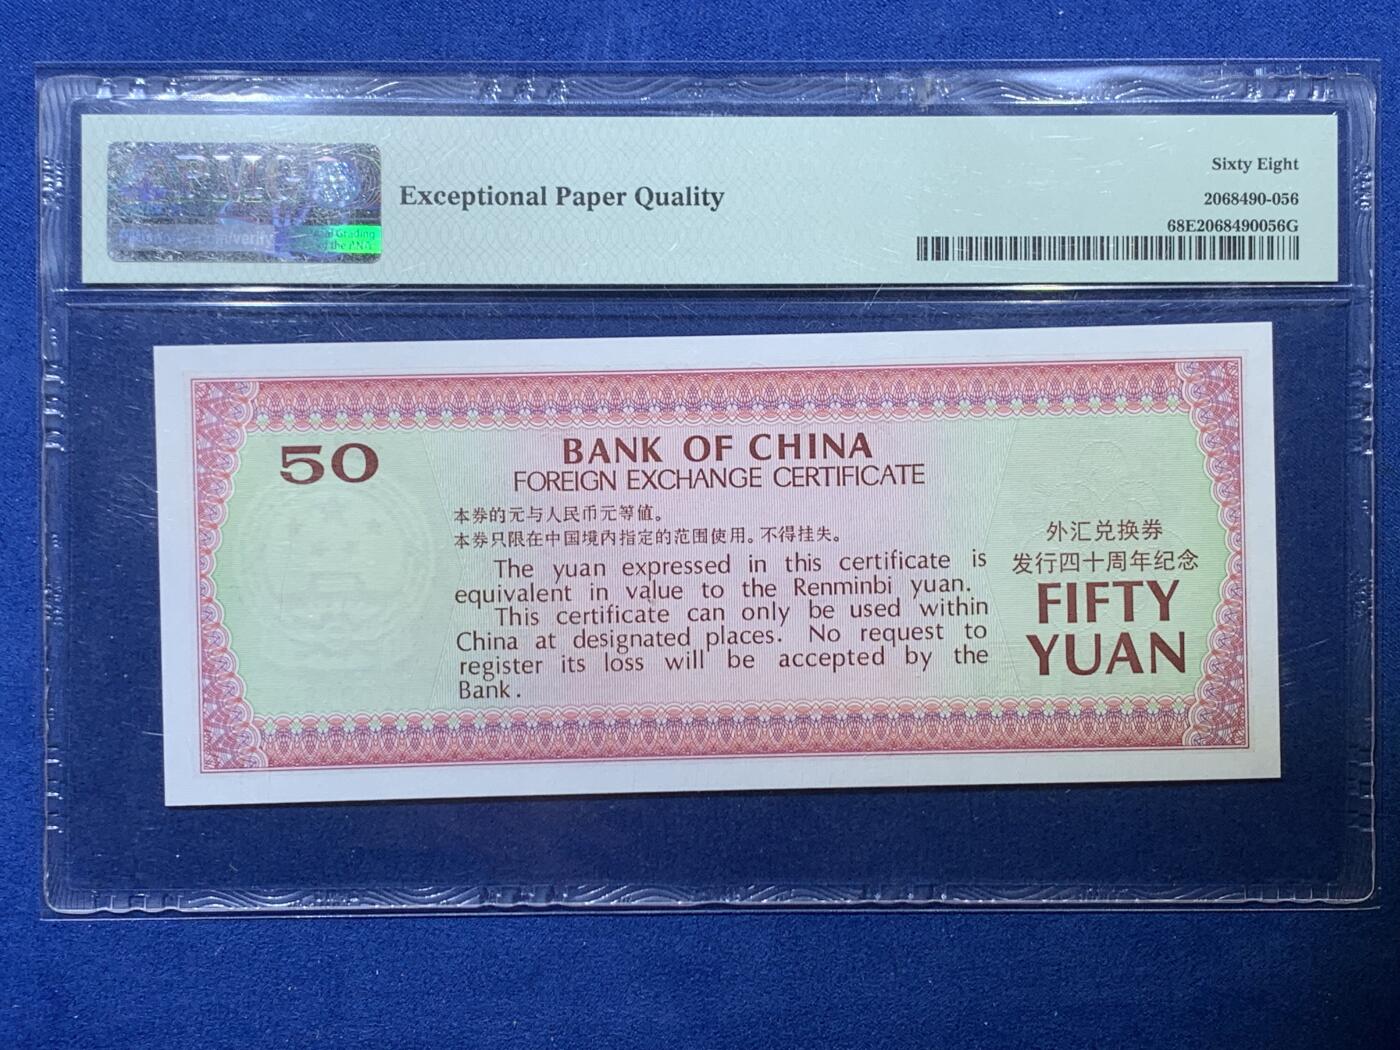 PMG
Exceptional Paper Quality
Sixty Eight
2068490-056
68E2068490056G
50
BANK OF CHINA
FOREIGN EXCHANGE CERTIFICATE
本券的元与人民币元等值。
本券只限在中国境内指定的范围使用。不得挂失。
The yuan expressed in this certificate is
equivalent in value to the Renminbi yuan.
This certificate can only be used within
China at designated places. No request to
register its loss will be accepted by the
Bank.
外汇兑换券
发行四十周年纪念
FIFTY
YUAN